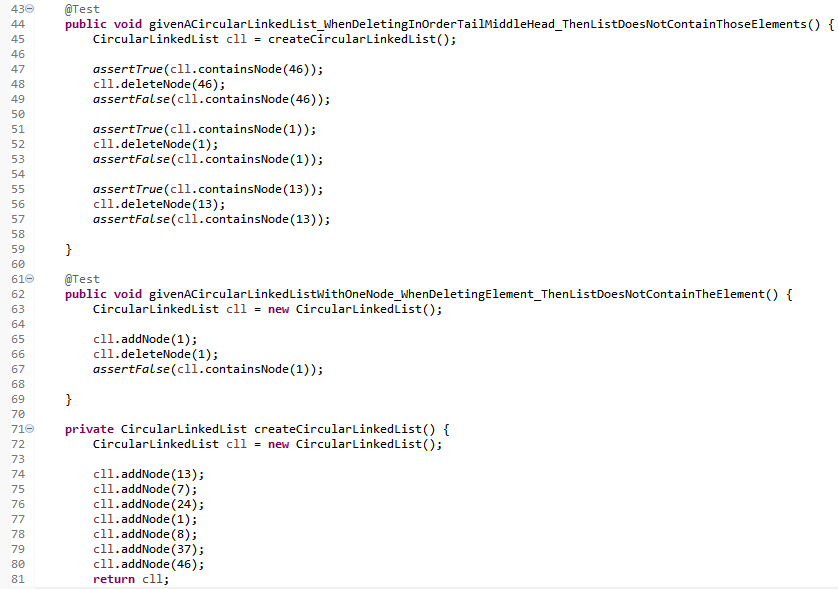 43 @Test
44 public void givenACircularLinkedList_WhenDeletingInOrderTailMiddleHead_ThenListDoesNotContainThoseElements() {
45 CircularLinkedList cll = createCircularLinkedList();
46
47 assertTrue(cll.containsNode(46));
48 cll.deleteNode(46);
49 assertFalse(cll.containsNode(46));
50
51 assertTrue(cll.containsNode(1));
52 cll.deleteNode(1);
53 assertFalse(cll.containsNode(1));
54
55 assertTrue(cll.containsNode(13));
56 cll.deleteNode(13);
57 assertFalse(cll.containsNode(13));
58
59 }
60
61 @Test
62 public void givenACircularLinkedListWithOneNode_WhenDeletingElement_ThenListDoesNotContainTheElement() {
63 CircularLinkedList cll = new CircularLinkedList();
64
65 cll.addNode(1);
66 cll.deleteNode(1);
67 assertFalse(cll.containsNode(1));
68
69 }
70
71 private CircularLinkedList createCircularLinkedList() {
72 CircularLinkedList cll = new CircularLinkedList();
73
74 cll.addNode(13);
75 cll.addNode(7);
76 cll.addNode(24);
77 cll.addNode(1);
78 cll.addNode(8);
79 cll.addNode(37);
80 cll.addNode(46);
81 return cll;